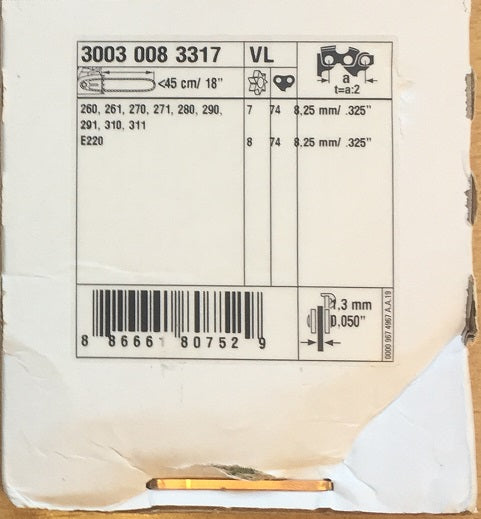 3003 008 3317 VL
a
<45 cm/ 18" t=a:2
260, 261, 270, 271, 280, 290, 7 74 8,25 mm/ .325"
291, 310, 311
E220 8 74 8,25 mm/ .325"
1,3 mm
0,050"
8 86661 80752 9
0000 967 4967 A.A.19